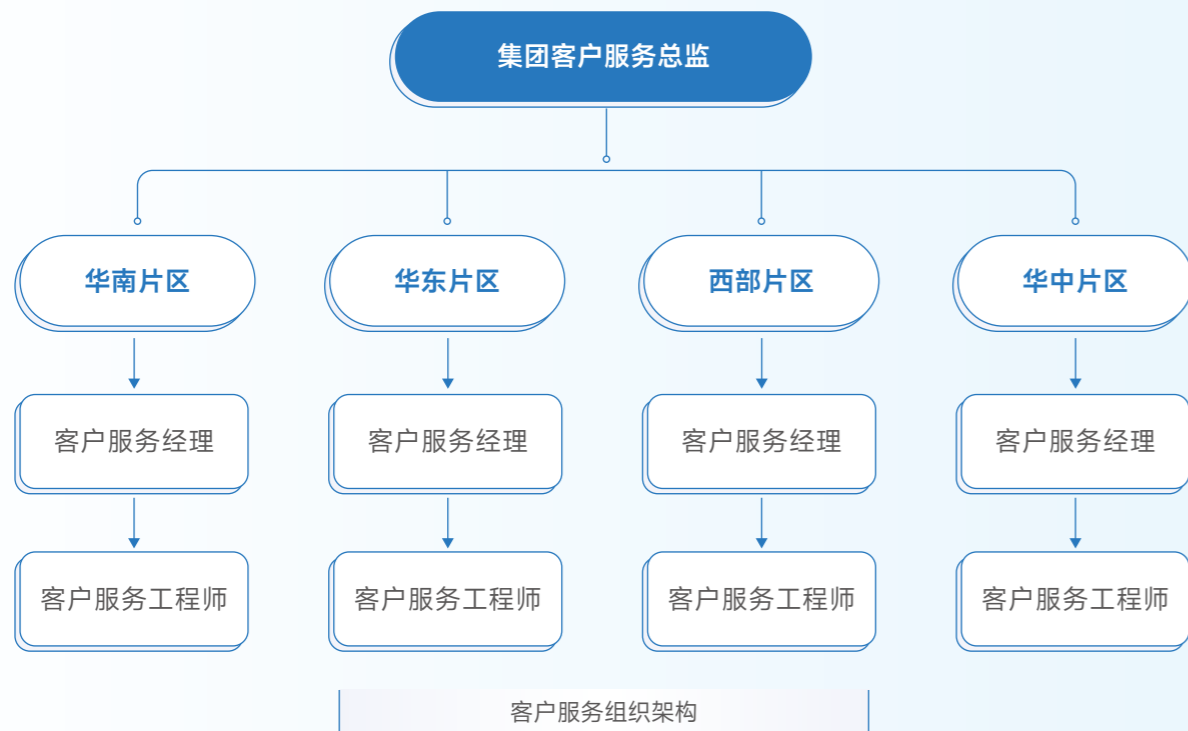 集团客户服务总监
华南片区
华东片区
西部片区
华中片区
客户服务经理
客户服务经理
客户服务经理
客户服务经理
客户服务工程师
客户服务工程师
客户服务工程师
客户服务工程师
客户服务组织架构